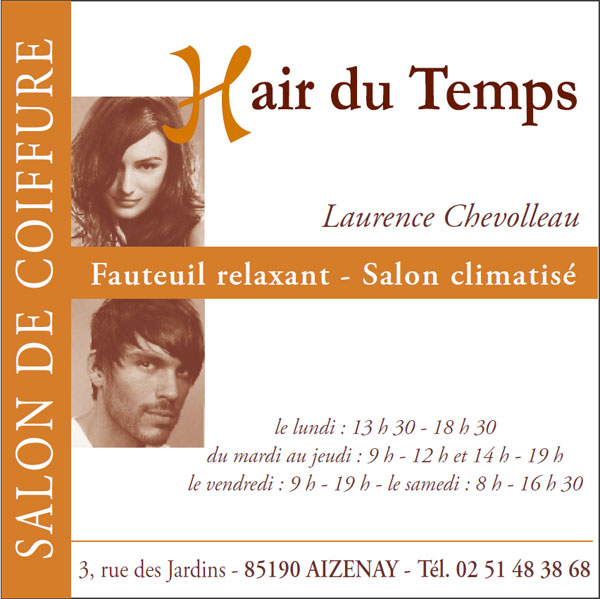 SALON DE COIFFURE
Hair du Temps
Laurence Chevolleau
Fauteuil relaxant - Salon climatisé
le lundi : 13 h 30 - 18 h 30
du mardi au jeudi : 9 h - 12 h et 14 h - 19 h
le vendredi : 9 h - 19 h - le samedi : 8 h - 16 h 30
3, rue des Jardins - 85190 AIZENAY - Tél. 02 51 48 38 68